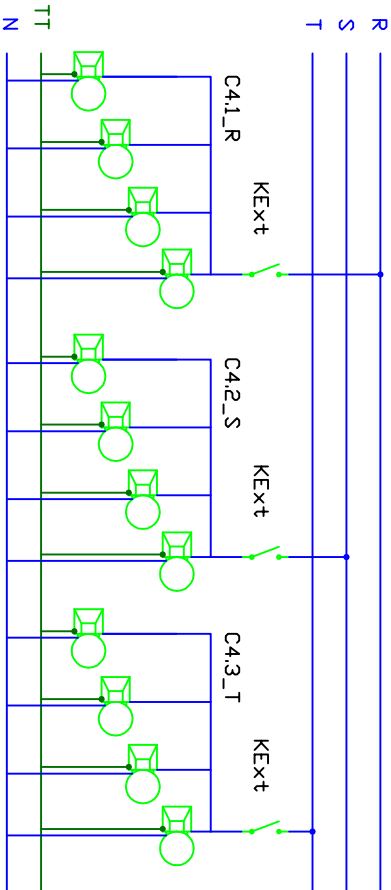 R
S
T
TT
N
C4.1_R
KExt
C4.2_S
KExt
C4.3_T
KExt